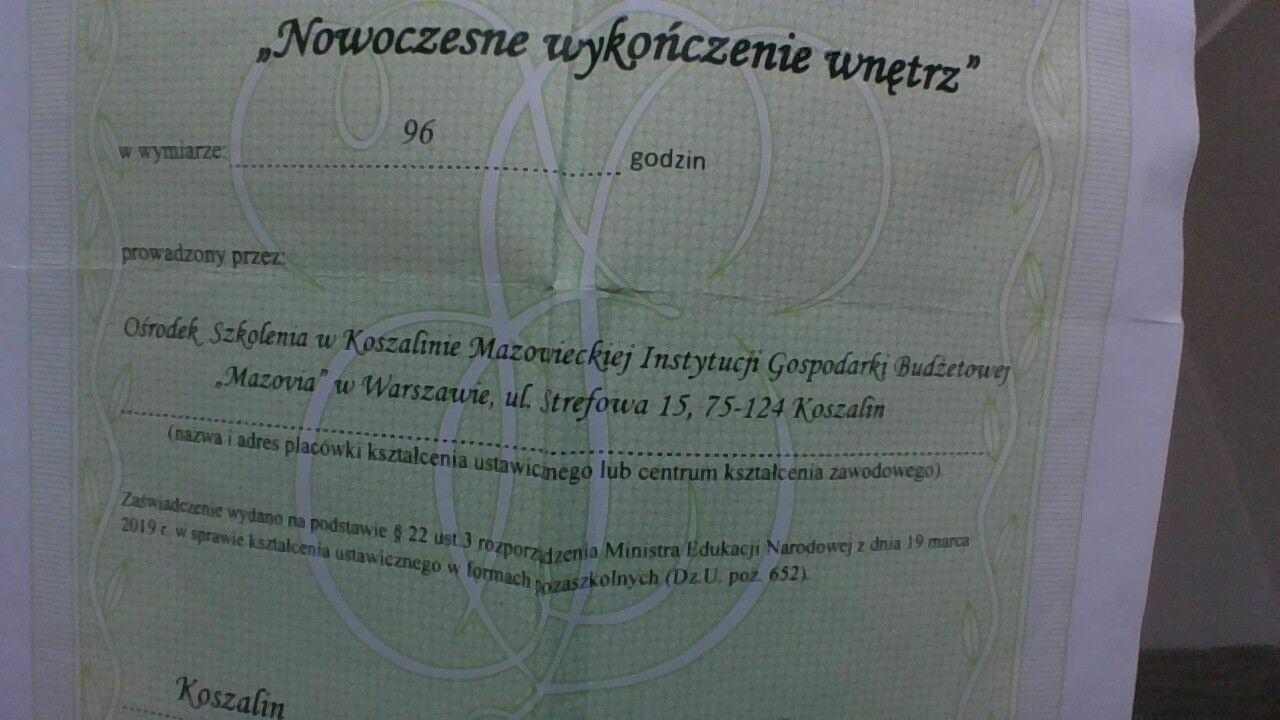 „Nowoczesne wykończenie wnętrz”
w wymiarze: 96 godzin
prowadzony przez:
Ośrodek Szkolenia w Koszalinie Mazowieckiej Instytucji Gospodarki Budżetowej
„Mazovia” w Warszawie, ul. Strefowa 15, 75-124 Koszalin
(nazwa i adres placówki kształcenia ustawicznego lub centrum kształcenia zawodowego)
Zaświadczenie wydano na podstawie § 22 ust.3 rozporządzenia Ministra Edukacji Narodowej z dnia 19 marca
2019 r. w sprawie kształcenia ustawicznego w formach pozaszkolnych (Dz.U. poz. 652).
Koszalin